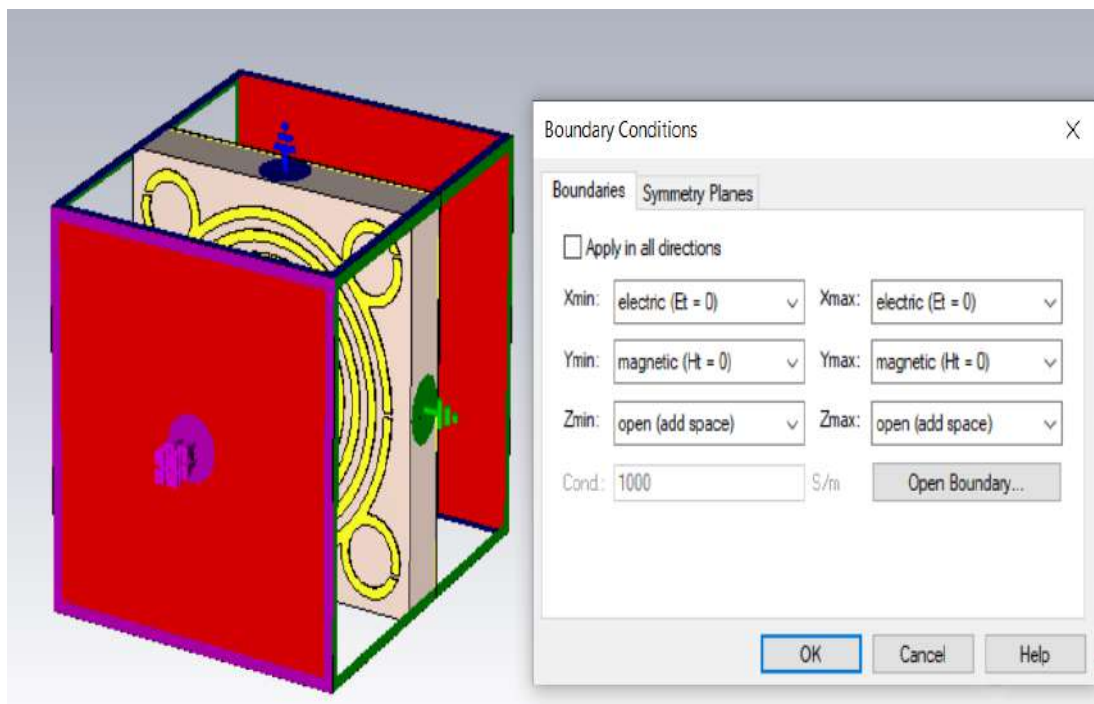 Boundary Conditions
Boundaries Symmetry Planes
Apply in all directions
Xmin: electric (Et = 0) Xmax: electric (Et = 0)
Ymin: magnetic (Ht = 0) Ymax: magnetic (Ht = 0)
Zmin: open (add space) Zmax: open (add space)
Cond.: 1000 S/m Open Boundary...
OK Cancel Help